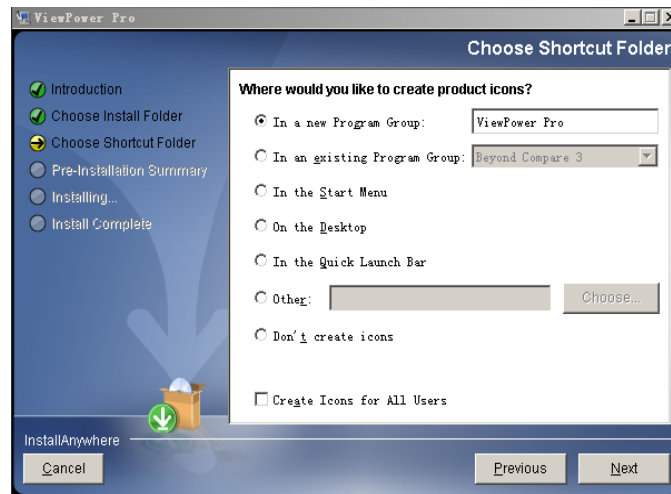 ViewPower Pro
Choose Shortcut Folder
Introduction
Choose Install Folder
Choose Shortcut Folder
Pre-Installation Summary
Installing...
Install Complete
Where would you like to create product icons?
In a new Program Group: ViewPower Pro
In an existing Program Group: Beyond Compare 3
In the Start Menu
On the Desktop
In the Quick Launch Bar
Other: Choose...
Don't create icons
Create Icons for All Users
InstallAnywhere
Cancel Previous Next